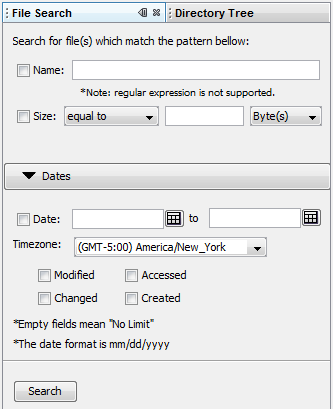 File Search Directory Tree
Search for file(s) which match the pattern bellow:
Name:
*Note: regular expression is not supported.
Size: equal to Byte(s)
Dates
Date: to
Timezone: (GMT-5:00) America/New_York
Modified Accessed
Changed Created
*Empty fields mean "No Limit"
*The date format is mm/dd/yyyy
Search